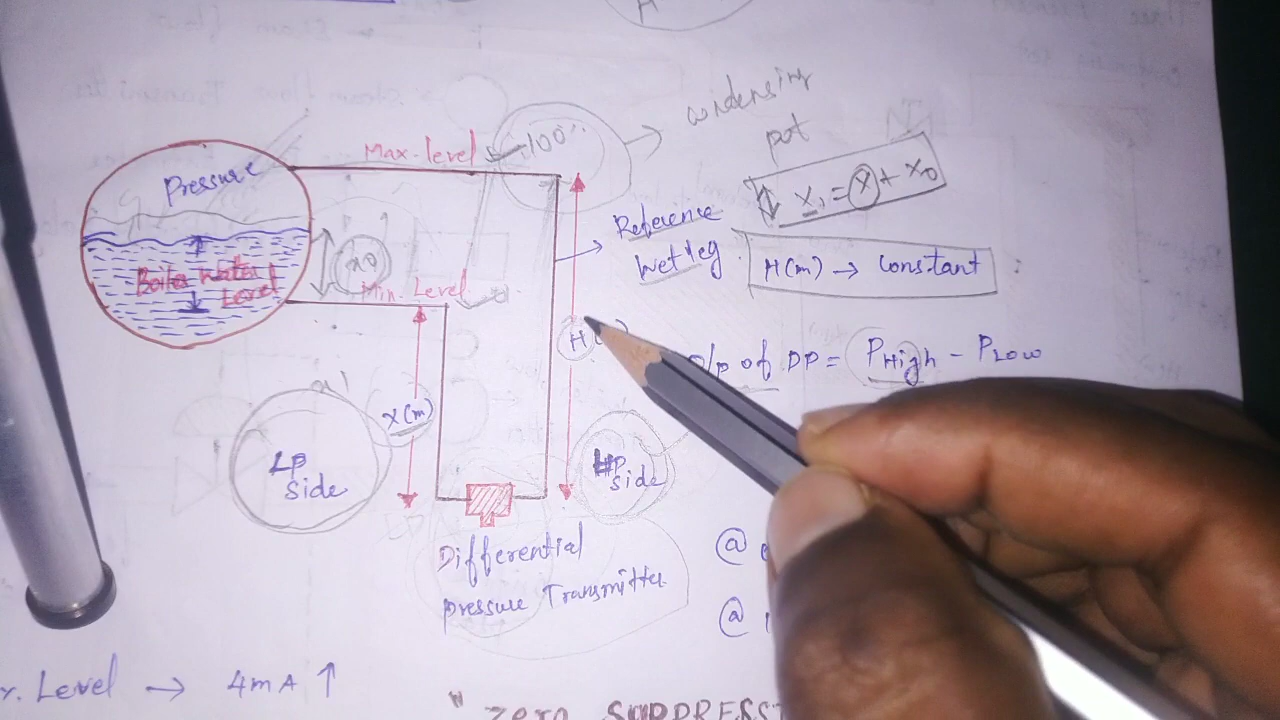 Max-level
100%
condensing
pot
Pressure
X₁ = X + X₀
Reference
wet leg
H(m) → constant
Boiler water
Level
x0
Min. Level
H
o/p of DP = PHigh - PLow
X(m)
LP
side
HP
side
@
Differential
pressure Transmitter
@
Level → 4mA ↑
" Zero SUPPRESS